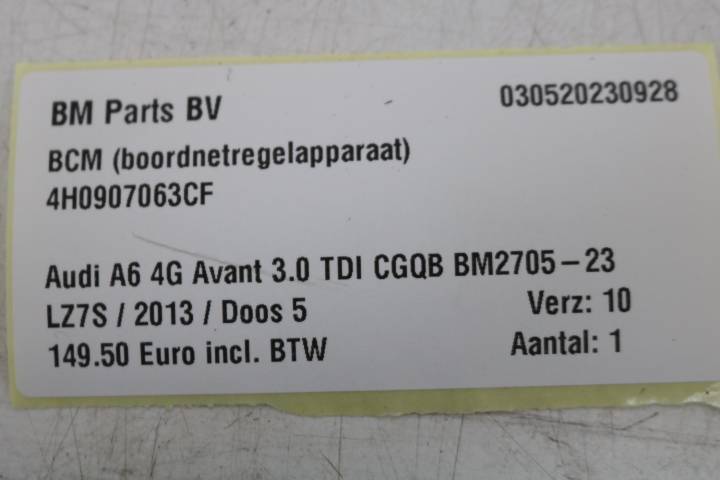 BM Parts BV 030520230928
BCM (boordnetregelapparaat)
4H0907063CF
Audi A6 4G Avant 3.0 TDI CGQB BM2705-23
LZ7S / 2013 / Doos 5 Verz: 10
149.50 Euro incl. BTW Aantal: 1